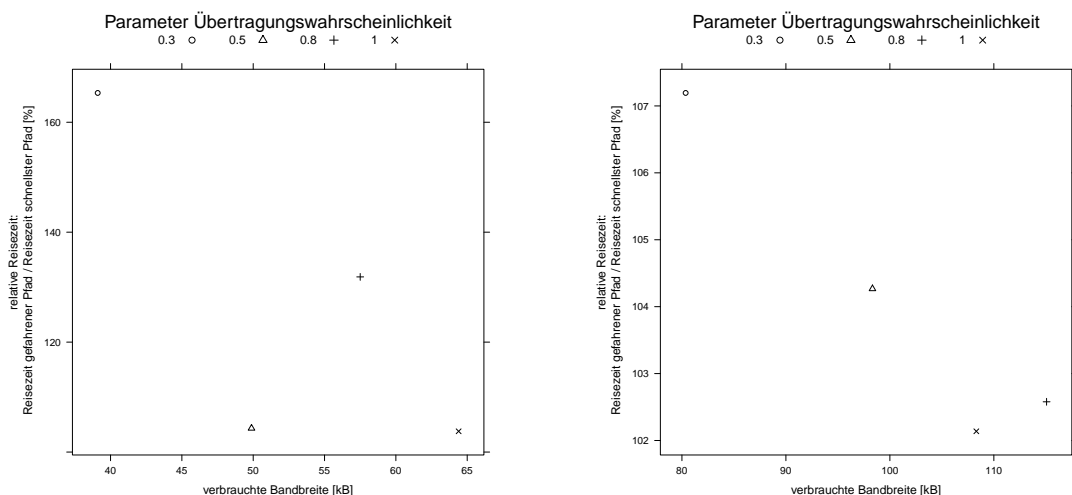 Parameter Übertragungswahrscheinlichkeit
0.3 0.5 0.8 1
relative Reisezeit:
Reisezeit gefahrener Pfad / Reisezeit schnellster Pfad [%]
160
140
120
40 45 50 55 60 65
verbrauchte Bandbreite [kB]
Parameter Übertragungswahrscheinlichkeit
0.3 0.5 0.8 1
relative Reisezeit:
Reisezeit gefahrener Pfad / Reisezeit schnellster Pfad [%]
107
106
105
104
103
102
80 90 100 110
verbrauchte Bandbreite [kB]